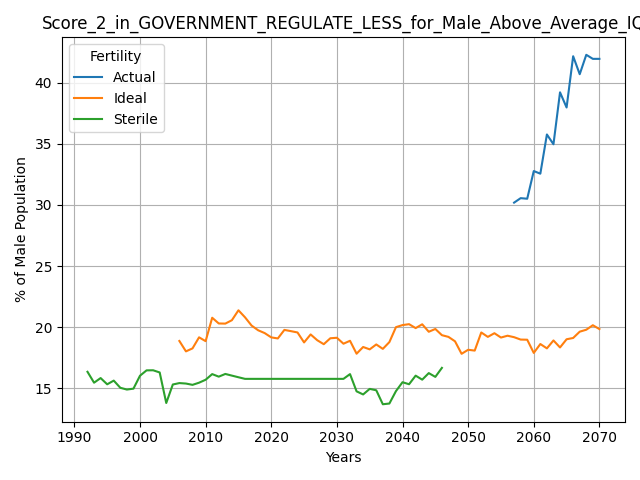 Score_2_in_GOVERNMENT_REGULATE_LESS_for_Male_Above_Average_IQ
Fertility
Actual
Ideal
Sterile
% of Male Population
40
35
30
25
20
15
1990
2000
2010
2020
2030
2040
2050
2060
2070
Years